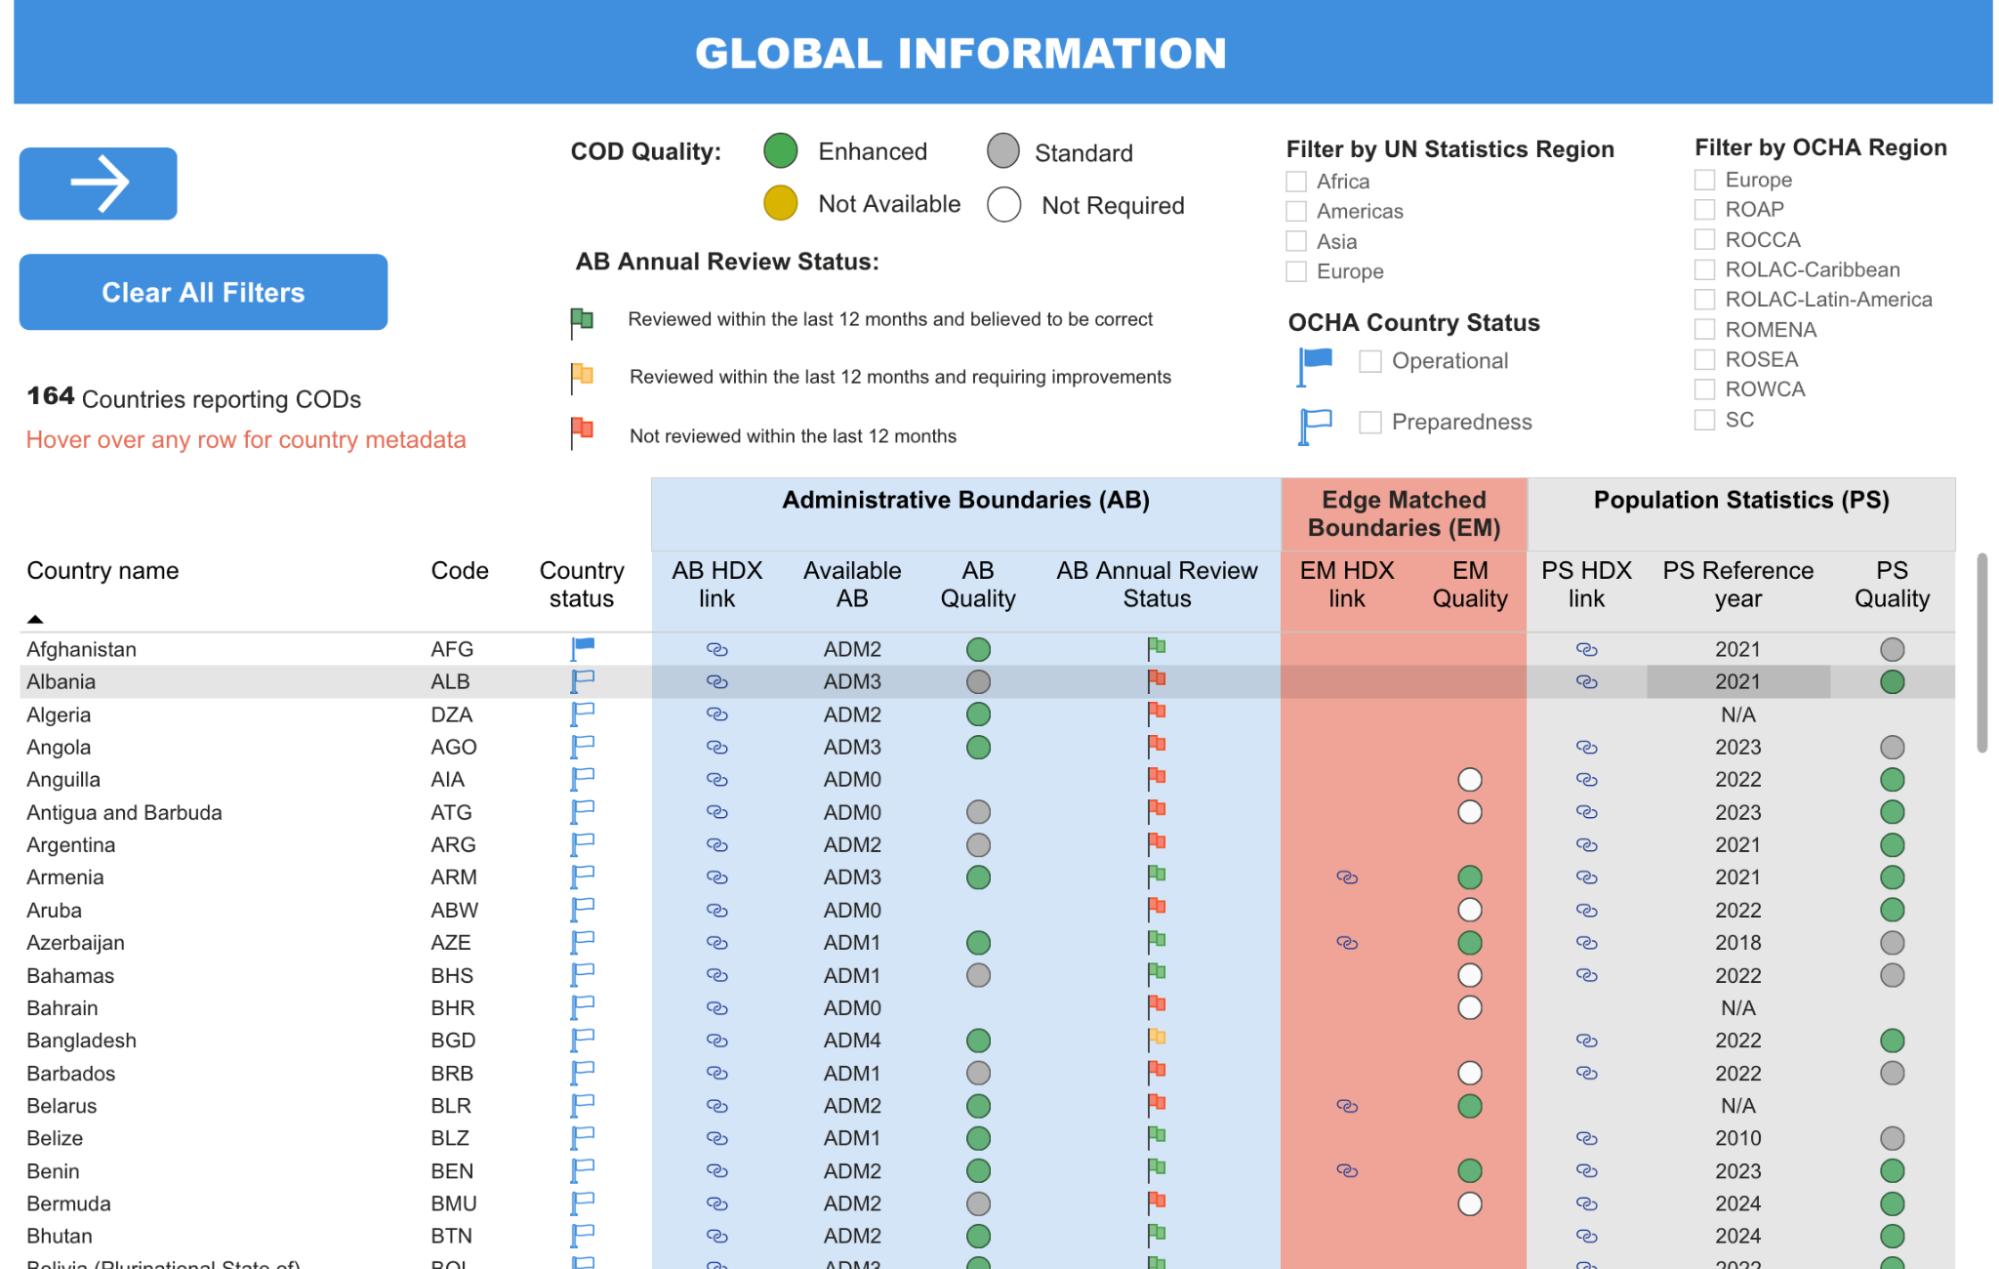 GLOBAL INFORMATION
Clear All Filters
164 Countries reporting CODs
Hover over any row for country metadata
COD Quality: Enhanced Standard
Not Available Not Required
AB Annual Review Status:
Reviewed within the last 12 months and believed to be correct
Reviewed within the last 12 months and requiring improvements
Not reviewed within the last 12 months
Filter by UN Statistics Region
Africa
Americas
Asia
Europe
OCHA Country Status
Operational
Preparedness
Filter by OCHA Region
Europe
ROAP
ROCCA
ROLAC-Caribbean
ROLAC-Latin-America
ROMENA
ROSEA
ROWCA
SC
Administrative Boundaries (AB) Edge Matched Boundaries (EM) Population Statistics (PS)
Country name Code Country status AB HDX link Available AB AB Quality AB Annual Review Status EM HDX link EM Quality PS HDX link PS Reference year PS Quality
Afghanistan AFG ADM2 2021
Albania ALB ADM3 2021
Algeria DZA ADM2 N/A
Angola AGO ADM3 2023
Anguilla AIA ADM0 2022
Antigua and Barbuda ATG ADM0 2023
Argentina ARG ADM2 2021
Armenia ARM ADM3 2021
Aruba ABW ADM0 2022
Azerbaijan AZE ADM1 2018
Bahamas BHS ADM1 2022
Bahrain BHR ADM0 N/A
Bangladesh BGD ADM4 2022
Barbados BRB ADM1 2022
Belarus BLR ADM2 N/A
Belize BLZ ADM1 2010
Benin BEN ADM2 2023
Bermuda BMU ADM2 2024
Bhutan BTN ADM2 2024
Bolivia (Plurinational State of) BOL ADM3 2022